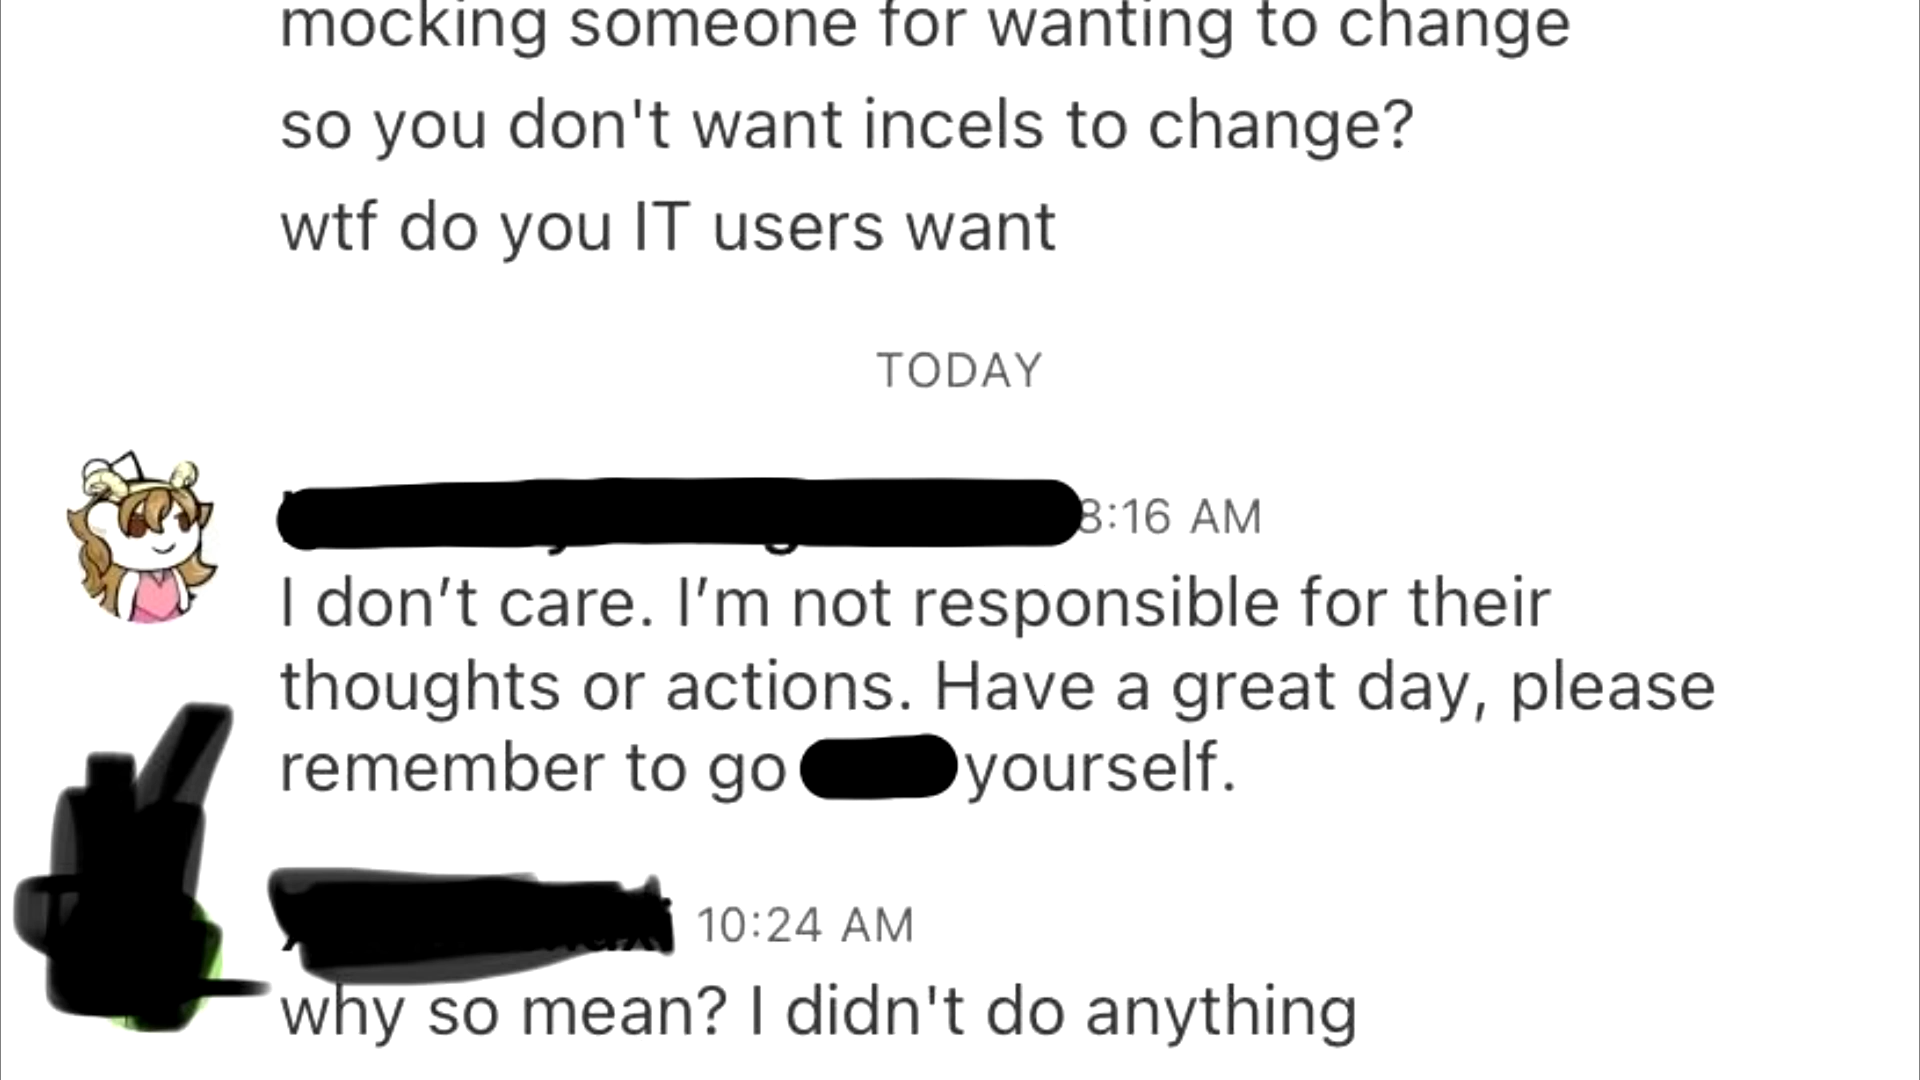 mocking someone for wanting to change
so you don't want incels to change?
wtf do you IT users want
TODAY
8:16 AM
I don’t care. I’m not responsible for their
thoughts or actions. Have a great day, please
remember to go yourself.
10:24 AM
why so mean? I didn't do anything